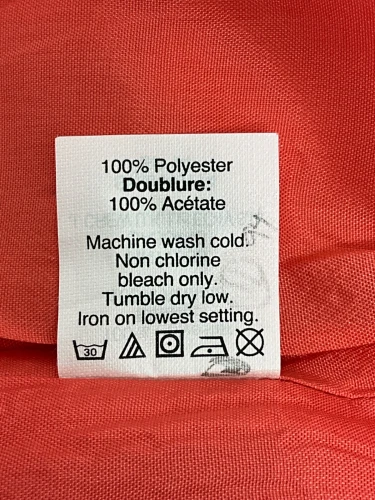 100% Polyester
Doublure:
100% Acétate
Machine wash cold.
Non chlorine
bleach only.
Tumble dry low.
Iron on lowest setting.
30